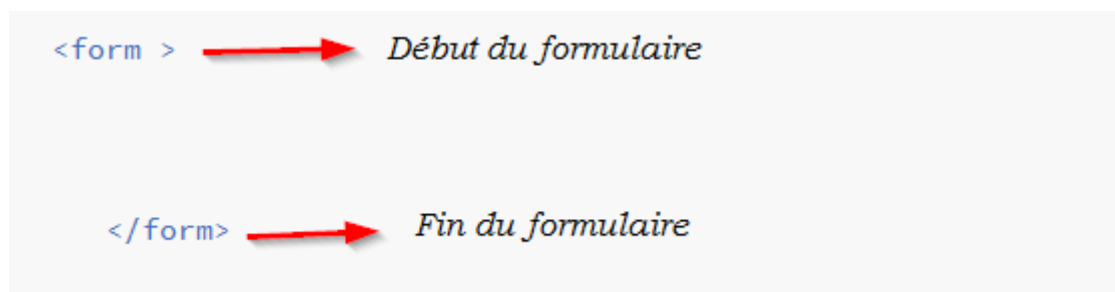 <form > Début du formulaire
</form> Fin du formulaire